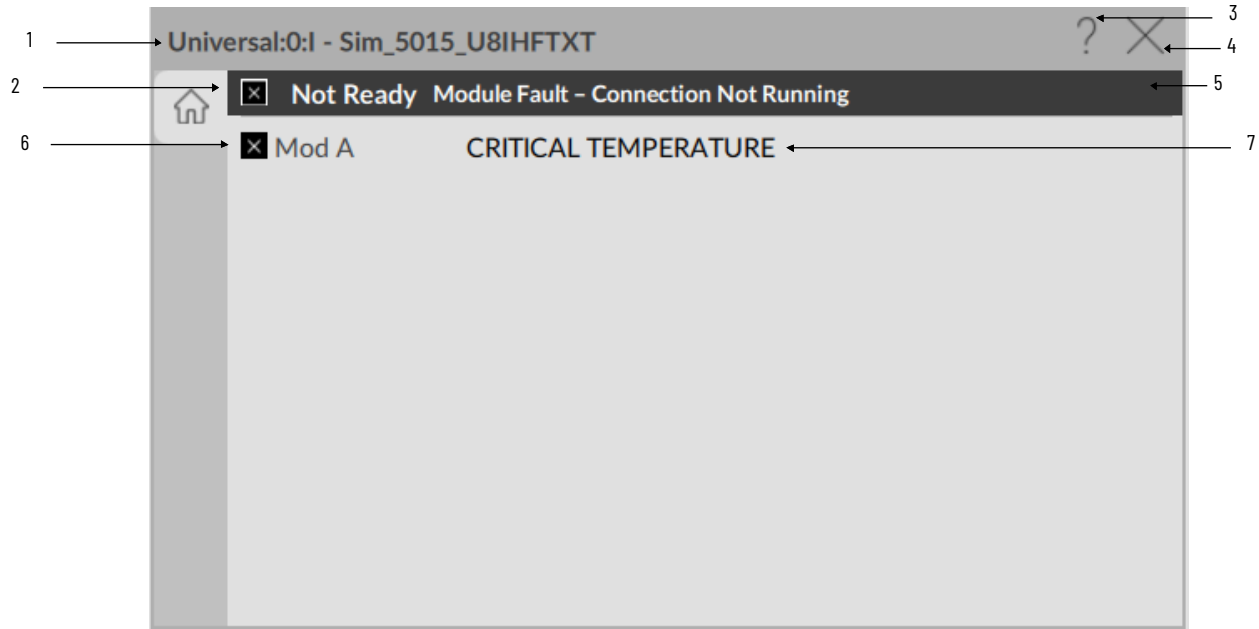 3
1 Universal:0:I - Sim_5015_U8IHFTXT ?
4
2 Not Ready Module Fault – Connection Not Running 5
6 Mod A CRITICAL TEMPERATURE 7